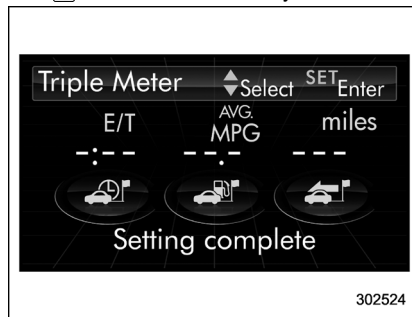 Triple Meter Select SET Enter
E/T AVG. MPG miles
-:-- --.- ---
Setting complete
302524